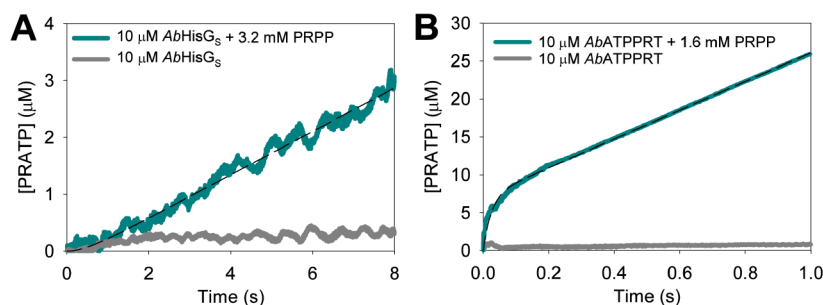 A
10 µM AbHisGS + 3.2 mM PRPP
10 µM AbHisGS
[PRATP] (µM)
4
3
2
1
0
0 2 4 6 8
Time (s)
B
10 µM AbATPPRT + 1.6 mM PRPP
10 µM AbATPPRT
[PRATP] (µM)
30
25
20
15
10
5
0
0.0 0.2 0.4 0.6 0.8 1.0
Time (s)